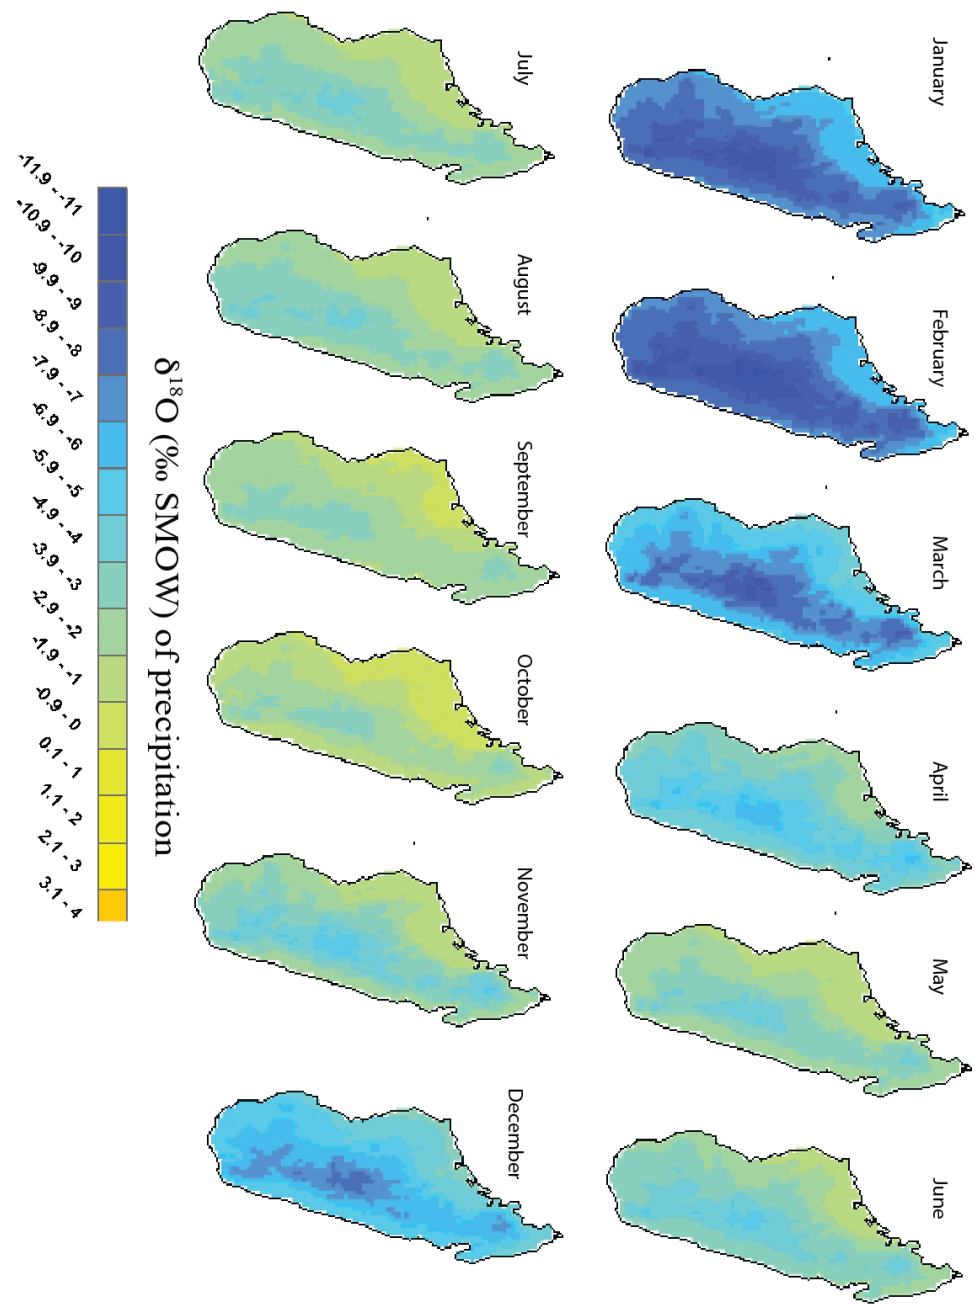 January
February
March
April
May
June
July
August
September
October
November
December
δ¹⁸O (‰ SMOW) of precipitation
-11.9 - -11
-10.9 - -10
-9.9 - -9
-8.9 - -8
-7.9 - -7
-6.9 - -6
-5.9 - -5
-4.9 - -4
-3.9 - -3
-2.9 - -2
-1.9 - -1
-0.9 - 0
0.1 - 1
1.1 - 2
2.1 - 3
3.1 - 4